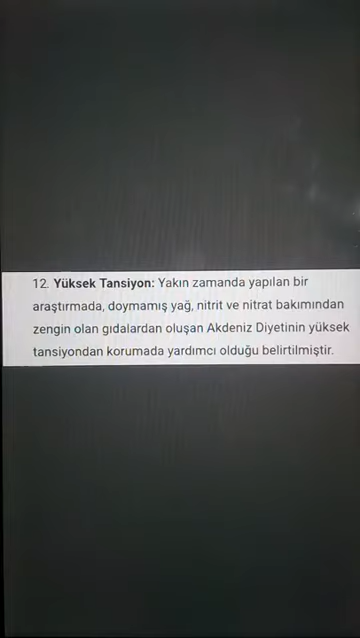 12. Yüksek Tansiyon: Yakın zamanda yapılan bir
araştırmada, doymamış yağ, nitrit ve nitrat bakımından
zengin olan gıdalardan oluşan Akdeniz Diyetinin yüksek
tansiyondan korumada yardımcı olduğu belirtilmiştir.